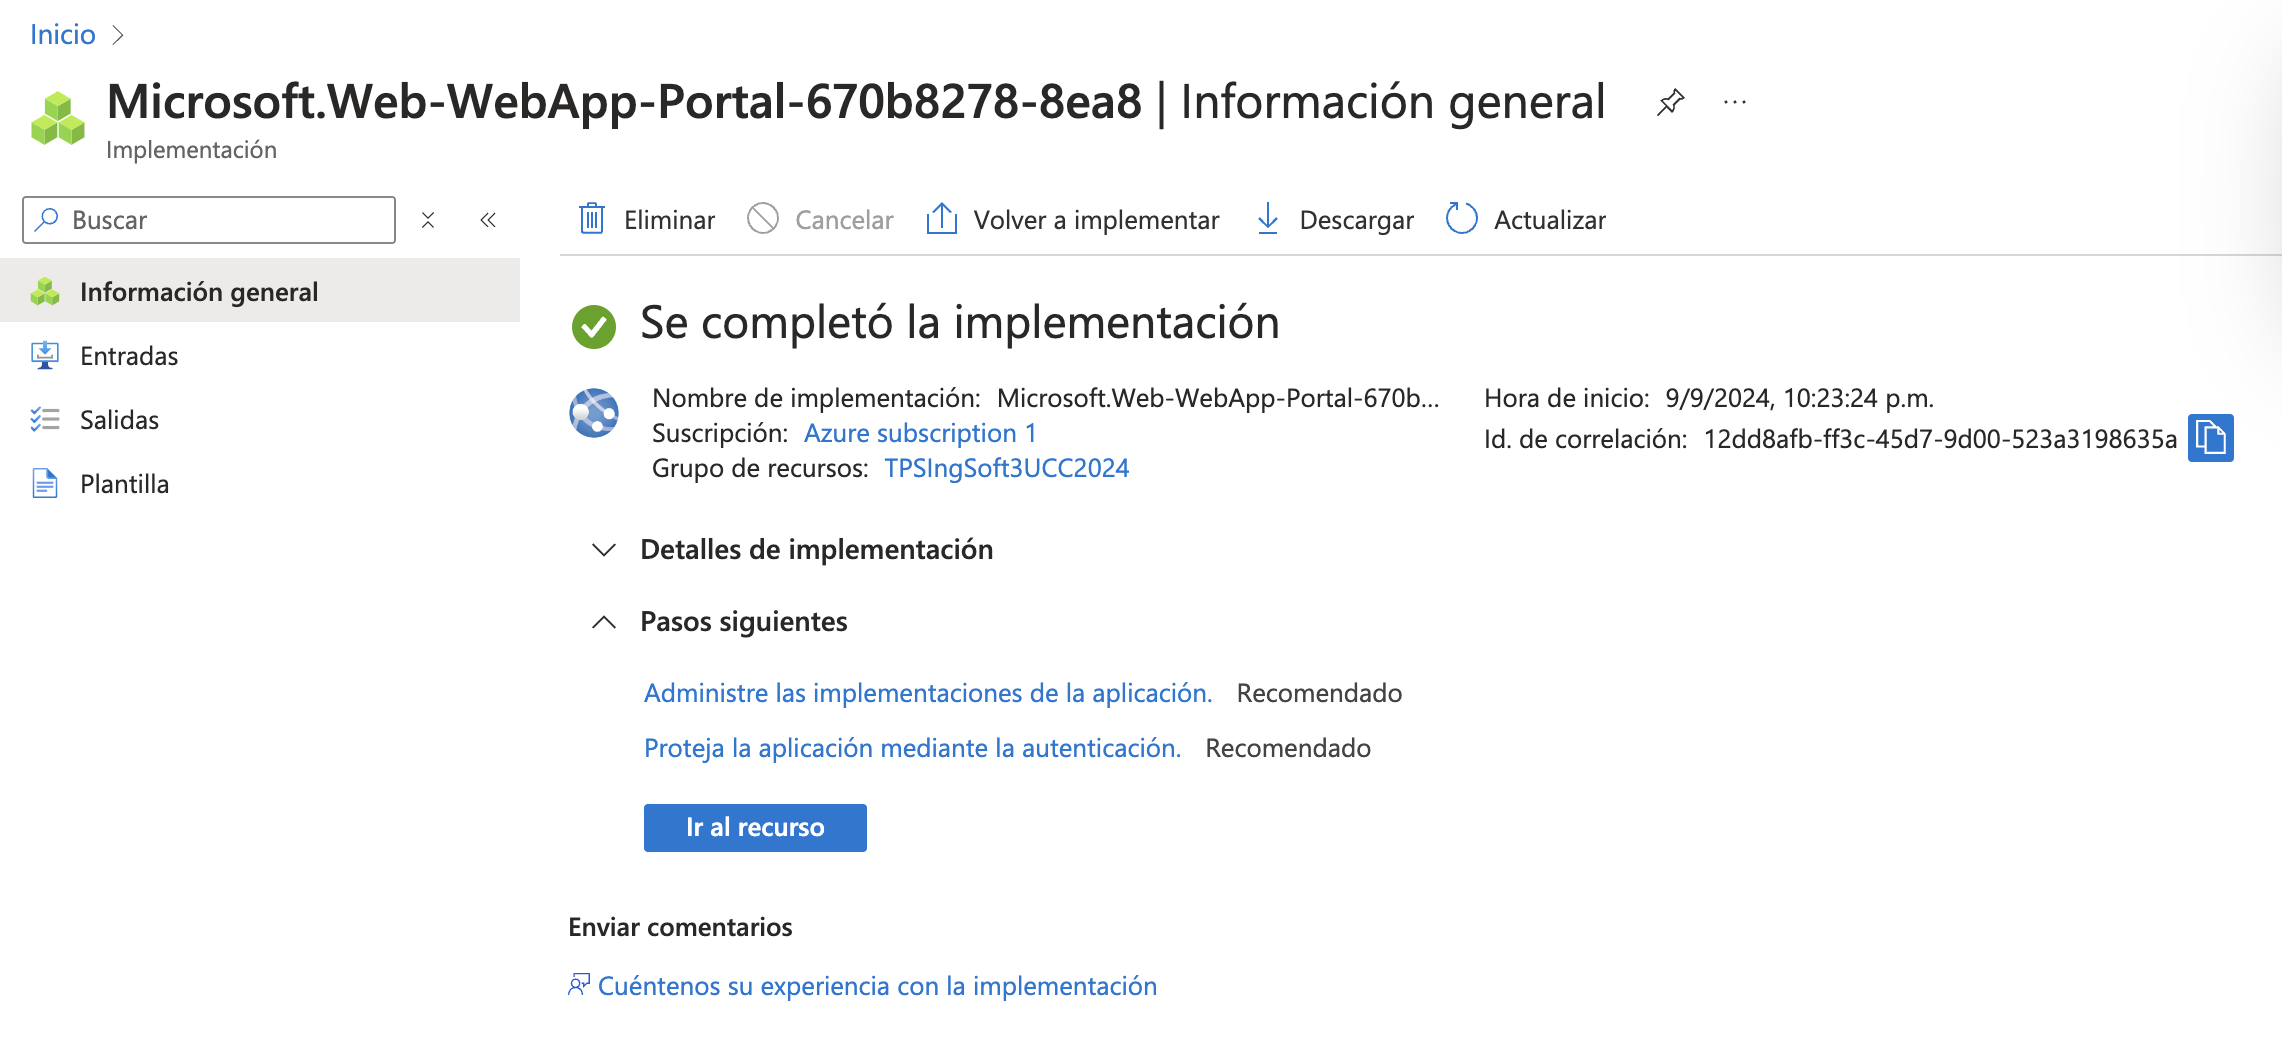 Inicio
Microsoft.Web-WebApp-Portal-670b8278-8ea8 | Información general
Implementación
Buscar
Información general
Entradas
Salidas
Plantilla
Eliminar Cancelar Volver a implementar Descargar Actualizar
Se completó la implementación
Nombre de implementación: Microsoft.Web-WebApp-Portal-670b...
Suscripción: Azure subscription 1
Grupo de recursos: TPSIngSoft3UCC2024
Hora de inicio: 9/9/2024, 10:23:24 p.m.
Id. de correlación: 12dd8afb-ff3c-45d7-9d00-523a3198635a
Detalles de implementación
Pasos siguientes
Administre las implementaciones de la aplicación. Recomendado
Proteja la aplicación mediante la autenticación. Recomendado
Ir al recurso
Enviar comentarios
Cuéntenos su experiencia con la implementación